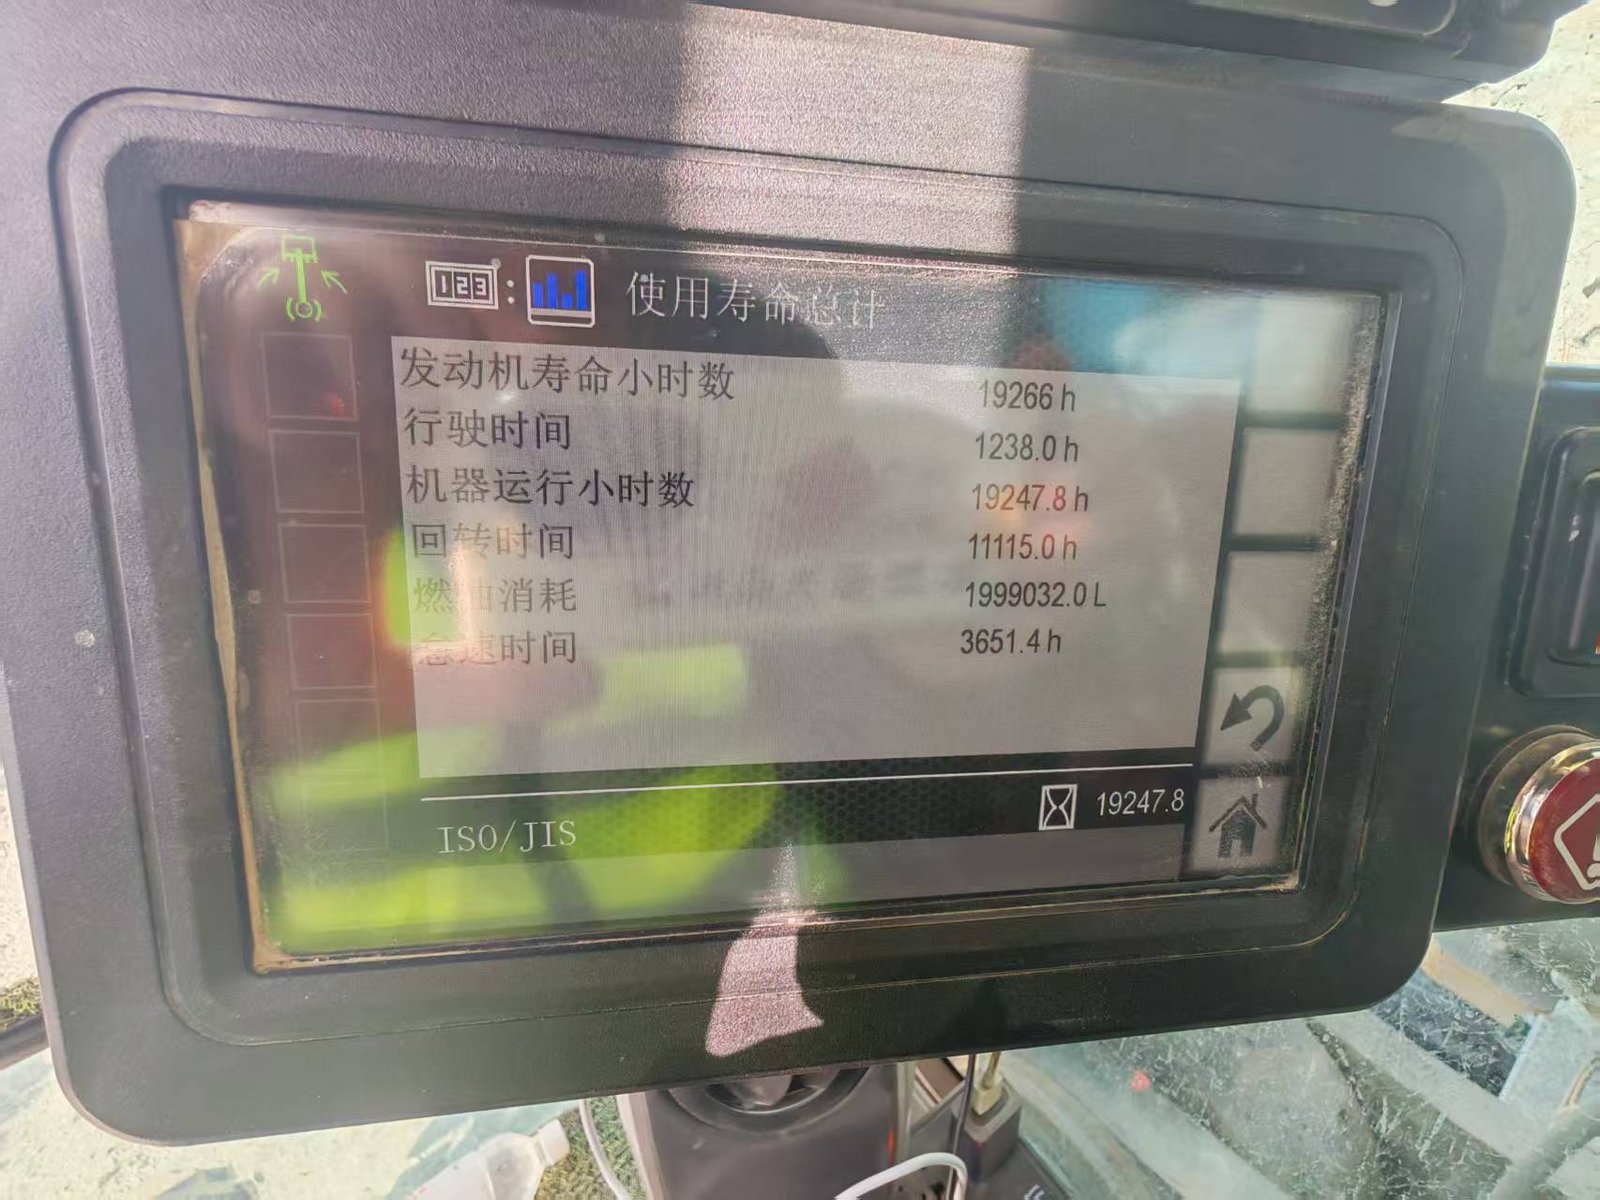 123 : 使用寿命总计
发动机寿命小时数 19266 h
行驶时间 1238.0 h
机器运行小时数 19247.8 h
回转时间 11115.0 h
燃油消耗 1999032.0 L
怠速时间 3651.4 h
19247.8
ISO/JIS